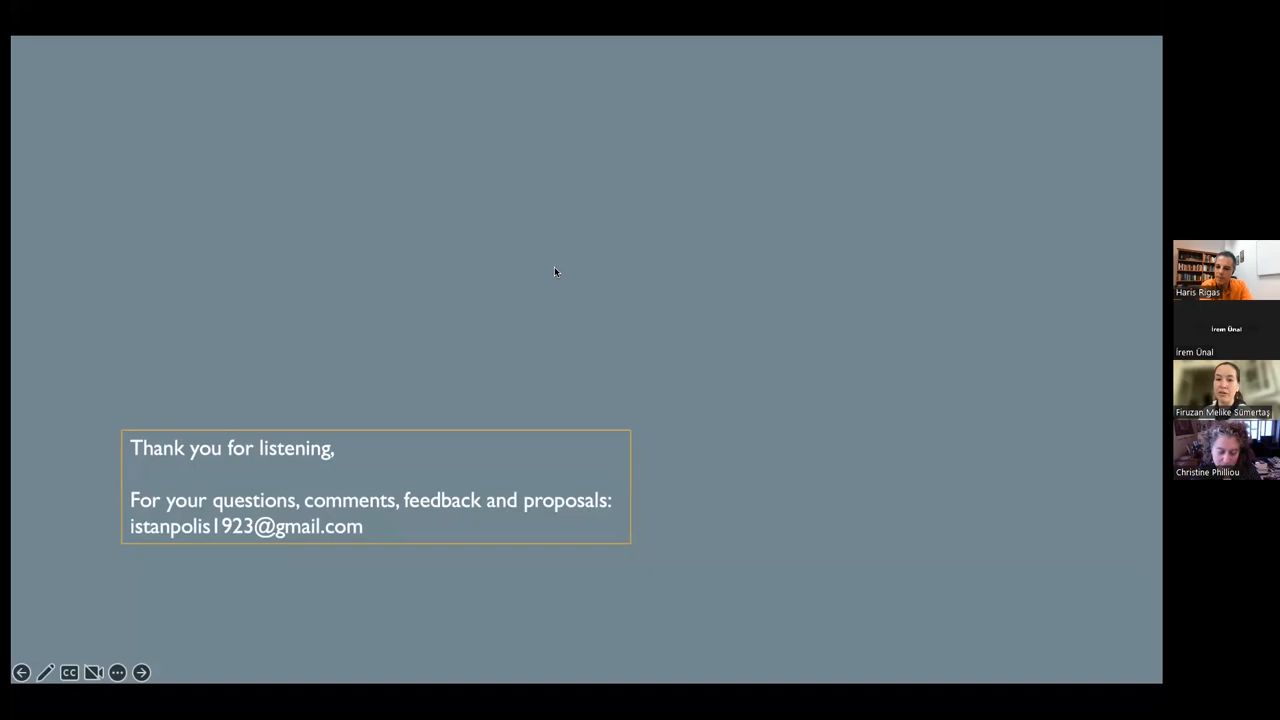 Thank you for listening,
For your questions, comments, feedback and proposals:
istanpolis1923@gmail.com
Haris Rigas
İrem Ünal
İrem Ünal
Firuzan Melike Sümertaş
Christine Philliou
CC